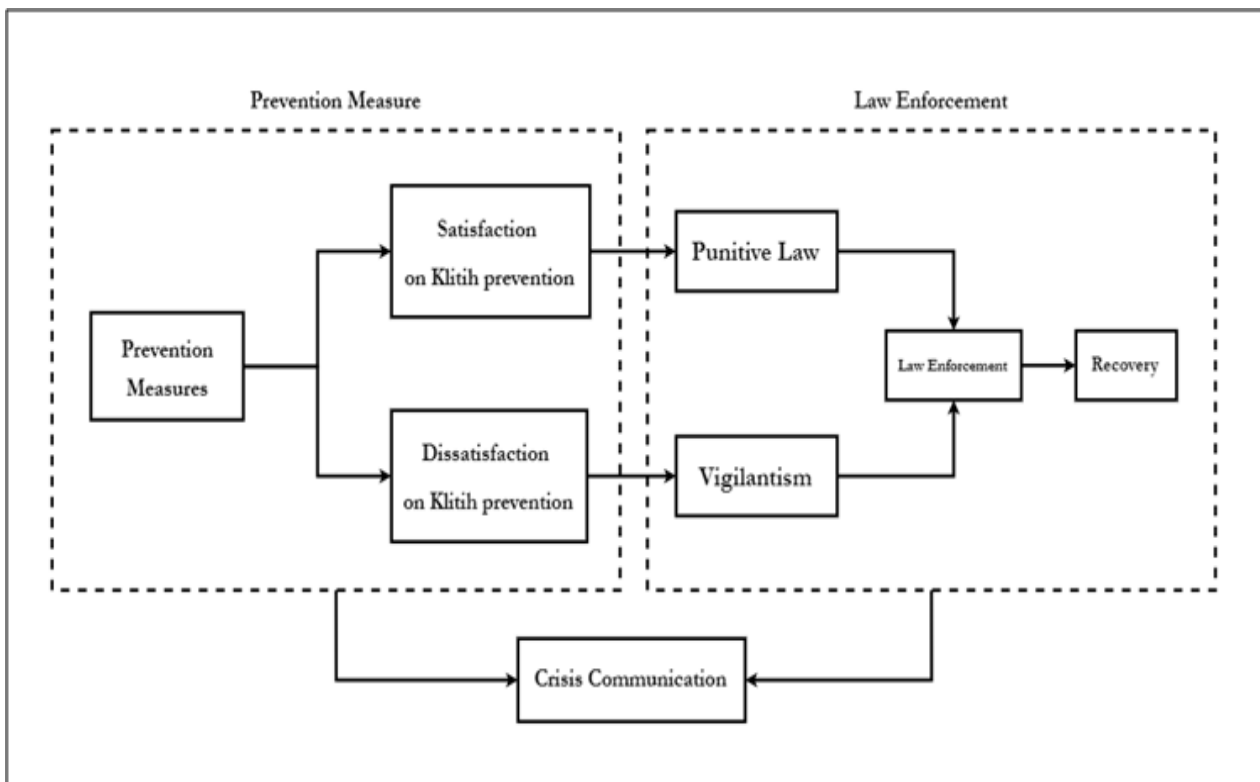 Prevention Measure
Law Enforcement
Satisfaction
on Klitih prevention
Punitive Law
Prevention
Measures
Law Enforcement
Recovery
Dissatisfaction
on Klitih prevention
Vigilantism
Crisis Communication